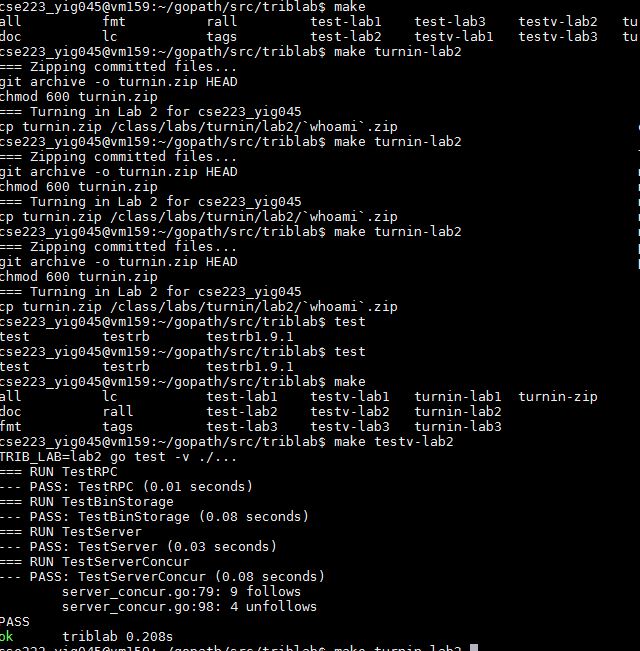 cse223_yig045@vm159:~/gopath/src/triblab$ make
all          fmt          rall         test-lab1    test-lab3    testv-lab2   tu
doc          lc           tags         test-lab2    testv-lab1   testv-lab3   tu
cse223_yig045@vm159:~/gopath/src/triblab$ make turnin-lab2
=== Zipping committed files...
git archive -o turnin.zip HEAD
chmod 600 turnin.zip
=== Turning in Lab 2 for cse223_yig045
cp turnin.zip /class/labs/turnin/lab2/`whoami`.zip
cse223_yig045@vm159:~/gopath/src/triblab$ make turnin-lab2
=== Zipping committed files...
git archive -o turnin.zip HEAD
chmod 600 turnin.zip
=== Turning in Lab 2 for cse223_yig045
cp turnin.zip /class/labs/turnin/lab2/`whoami`.zip
cse223_yig045@vm159:~/gopath/src/triblab$ make turnin-lab2
=== Zipping committed files...
git archive -o turnin.zip HEAD
chmod 600 turnin.zip
=== Turning in Lab 2 for cse223_yig045
cp turnin.zip /class/labs/turnin/lab2/`whoami`.zip
cse223_yig045@vm159:~/gopath/src/triblab$ test
test         testrb       testrb1.9.1
cse223_yig045@vm159:~/gopath/src/triblab$ test
test         testrb       testrb1.9.1
cse223_yig045@vm159:~/gopath/src/triblab$ make
all          lc           test-lab1    testv-lab1   turnin-lab1  turnin-zip
doc          rall         test-lab2    testv-lab2   turnin-lab2
fmt          tags         test-lab3    testv-lab3   turnin-lab3
cse223_yig045@vm159:~/gopath/src/triblab$ make testv-lab2
TRIB_LAB=lab2 go test -v ./...
=== RUN TestRPC
--- PASS: TestRPC (0.01 seconds)
=== RUN TestBinStorage
--- PASS: TestBinStorage (0.08 seconds)
=== RUN TestServer
--- PASS: TestServer (0.03 seconds)
=== RUN TestServerConcur
--- PASS: TestServerConcur (0.08 seconds)
        server_concur.go:79: 9 follows
        server_concur.go:98: 4 unfollows
PASS
ok      triblab 0.208s
cse223_yig045@vm159:~/gopath/src/triblab$ make turnin-lab2